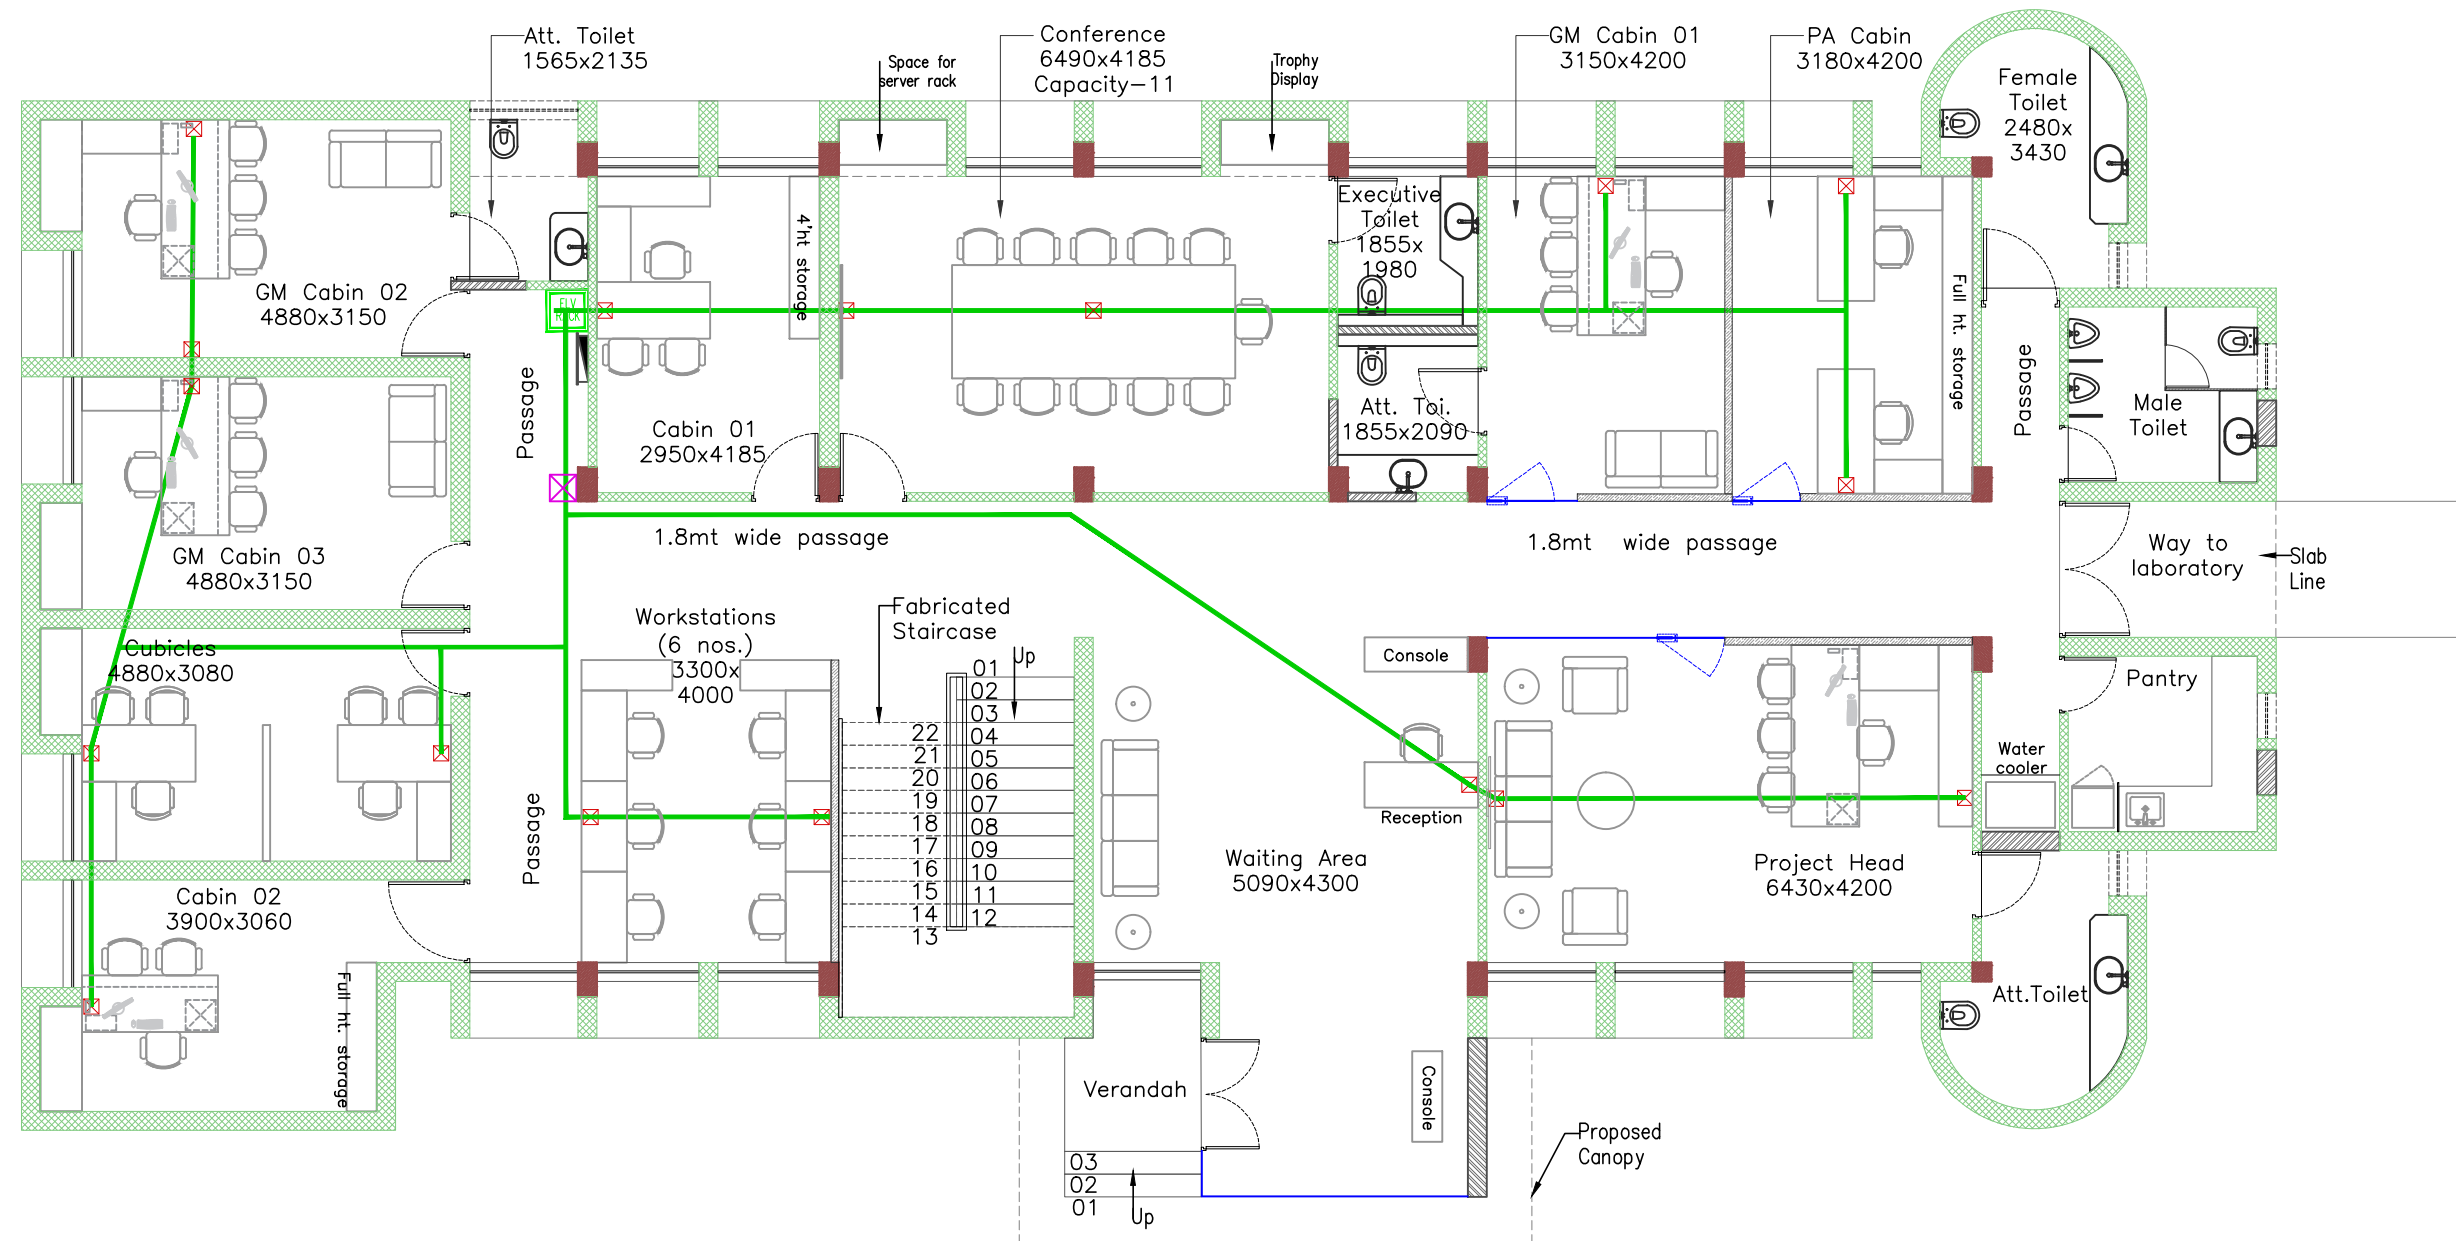 Att. Toilet
1565x2135
Space for
server rack
Conference
6490x4185
Capacity-11
Trophy
Display
GM Cabin 01
3150x4200
PA Cabin
3180x4200
Female
Toilet
2480x
3430
GM Cabin 02
4880x3150
ELV
RACK
4'ht storage
Executive
Toilet
1855x
1980
Full ht. storage
Passage
Passage
Cabin 01
2950x4185
Att. Toi.
1855x2090
Male
Toilet
GM Cabin 03
4880x3150
1.8mt wide passage
1.8mt wide passage
Way to
laboratory
Slab
Line
Cubicles
4880x3080
Workstations
(6 nos.)
3300x
4000
Fabricated
Staircase
Up
01
02
03
04
05
06
07
08
09
10
11
12
22
21
20
19
18
17
16
15
14
13
Console
Pantry
Water
cooler
Reception
Passage
Waiting Area
5090x4300
Project Head
6430x4200
Cabin 02
3900x3060
Full ht. storage
Att.Toilet
Verandah
Console
03
02
01
Up
Proposed
Canopy